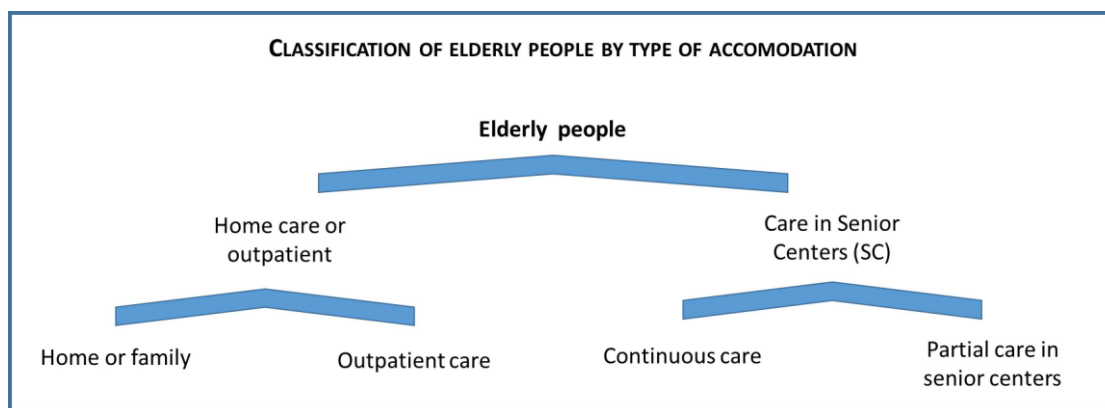 CLASSIFICATION OF ELDERLY PEOPLE BY TYPE OF ACCOMODATION
Elderly people
Home care or
outpatient
Care in Senior
Centers (SC)
Home or family
Outpatient care
Continuous care
Partial care in
senior centers